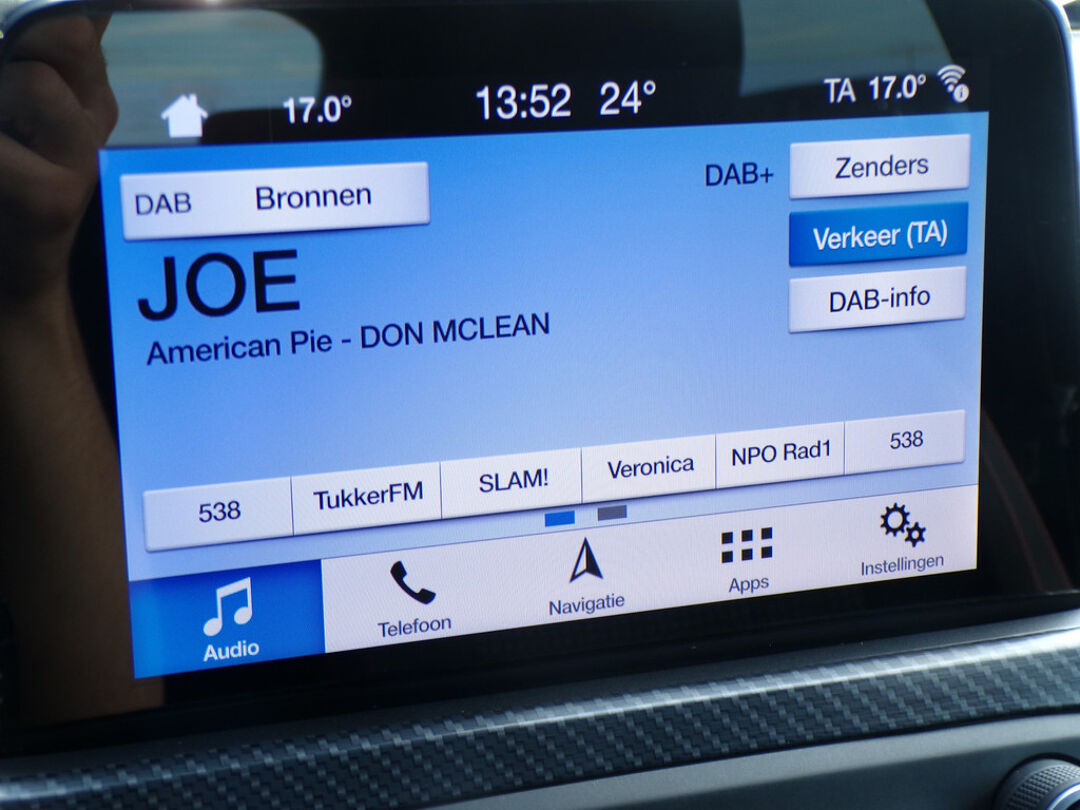 17.0° 13:52 24° TA 17.0°
DAB Bronnen DAB+ Zenders
Verkeer (TA)
JOE
DAB-info
American Pie - DON MCLEAN
538 TukkerFM SLAM! Veronica NPO Rad1 538
Audio Telefoon Navigatie Apps Instellingen